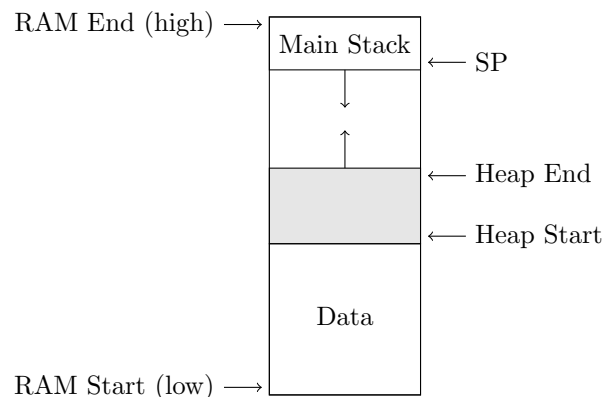 RAM End (high)
Main Stack
SP
Heap End
Heap Start
Data
RAM Start (low)